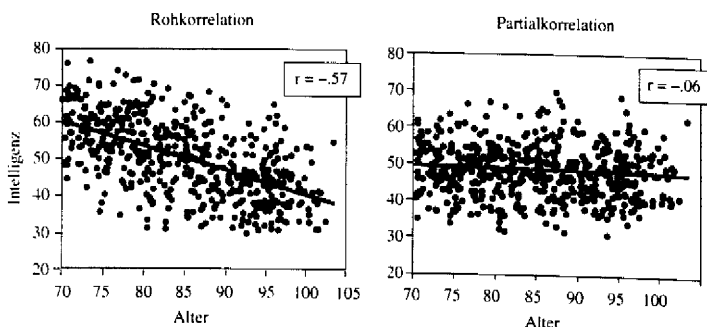 Rohkorrelation
80
70
60
50
40
30
20
Intelligenz
r = –.57
70 75 80 85 90 95 100 105
Alter
Partialkorrelation
80
70
60
50
40
30
20
r = –.06
70 75 80 85 90 95 100
Alter